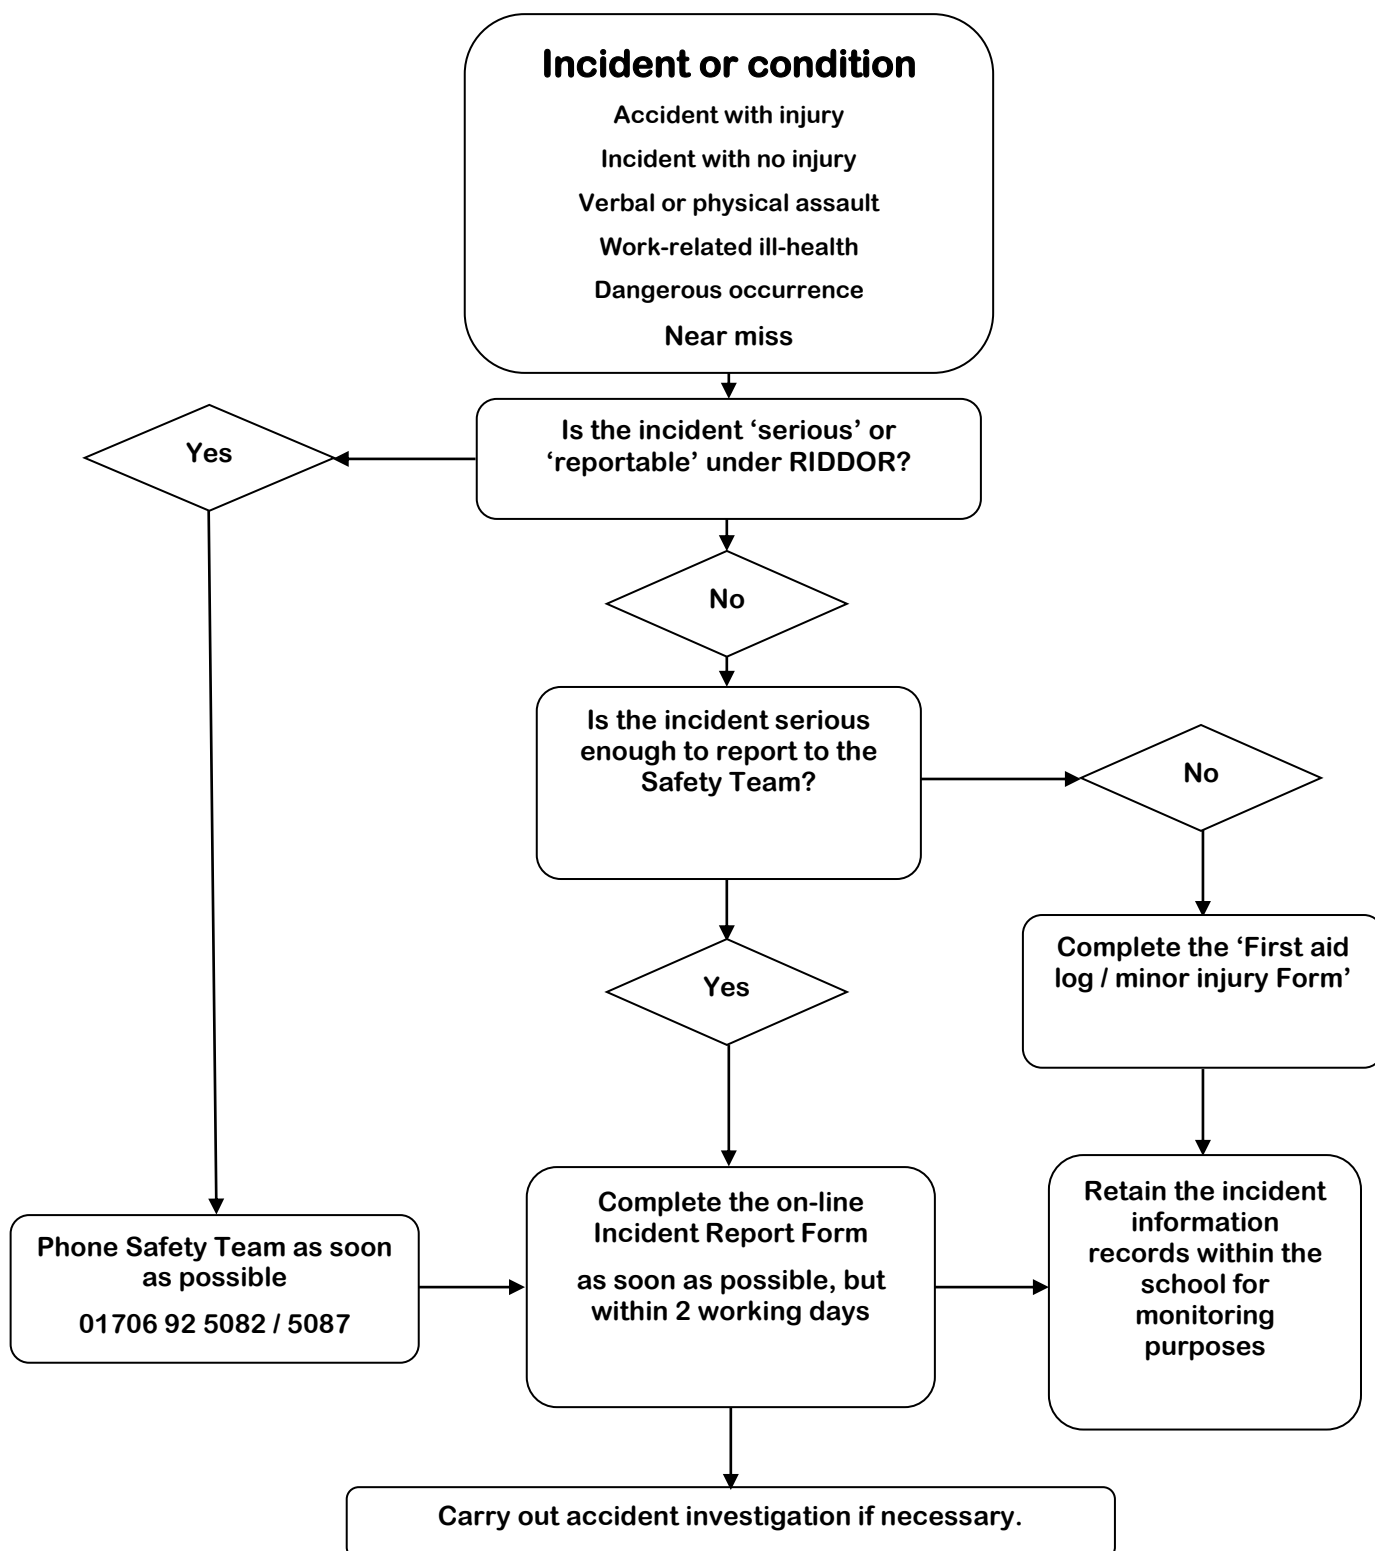 Incident or condition
Accident with injury
Incident with no injury
Verbal or physical assault
Work-related ill-health
Dangerous occurrence
Near miss
Is the incident ‘serious’ or
‘reportable’ under RIDDOR?
Yes
No
Is the incident serious
enough to report to the
Safety Team?
No
Yes
Complete the ‘First aid
log / minor injury Form’
Phone Safety Team as soon
as possible
01706 92 5082 / 5087
Complete the on-line
Incident Report Form
as soon as possible, but
within 2 working days
Retain the incident
information
records within the
school for
monitoring
purposes
Carry out accident investigation if necessary.